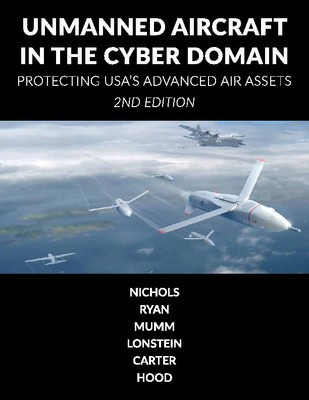 UNMANNED AIRCRAFT
IN THE CYBER DOMAIN
PROTECTING USA'S ADVANCED AIR ASSETS
2ND EDITION
NICHOLS
RYAN
MUMM
LONSTEIN
CARTER
HOOD